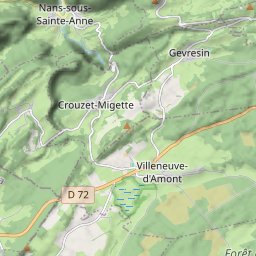 Nans-sous-
Sainte-Anne
Gevresin
Crouzet-Migette
Villeneuve-
d'Amont
D 72
Forêt